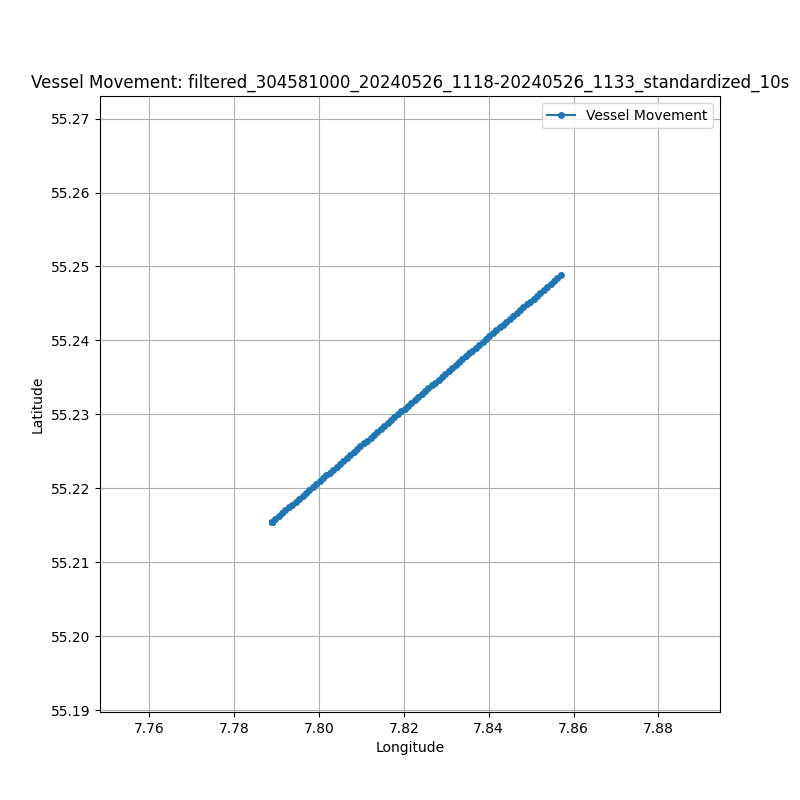 Vessel Movement: filtered_304581000_20240526_1118-20240526_1133_standardized_10s
Vessel Movement
55.27
55.26
55.25
55.24
55.23
55.22
55.21
55.20
55.19
Latitude
7.76 7.78 7.80 7.82 7.84 7.86 7.88
Longitude